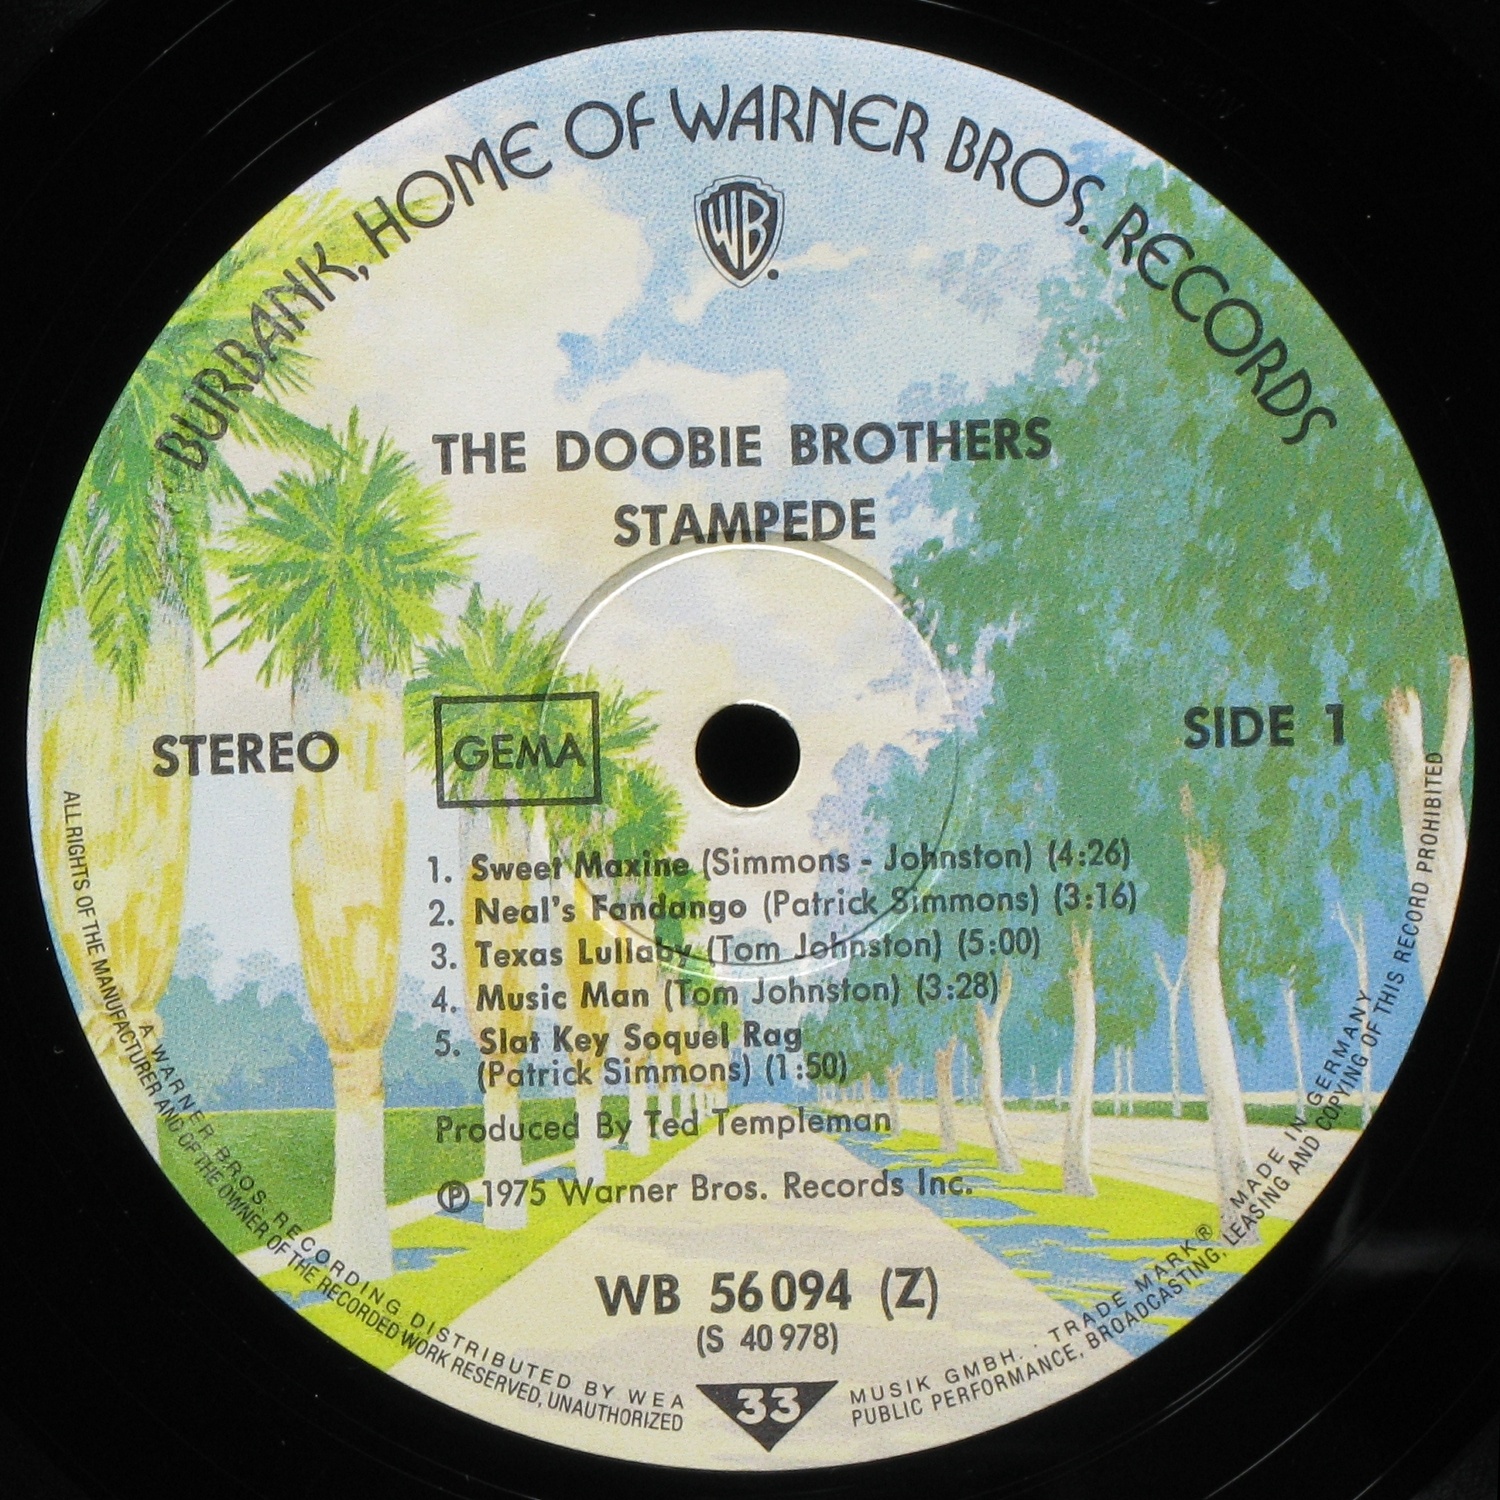 BURBANK, HOME OF WARNER BROS. RECORDS
WB
THE DOOBIE BROTHERS
STAMPEDE
STEREO
GEMA
SIDE 1
1. Sweet Maxine (Simmons - Johnston) (4:26)
2. Neal's Fandango (Patrick Simmons) (3:16)
3. Texas Lullaby (Tom Johnston) (5:00)
4. Music Man (Tom Johnston) (3:28)
5. Slat Key Soquel Rag
(Patrick Simmons) (1:50)
Produced By Ted Templeman
℗ 1975 Warner Bros. Records Inc.
WB 56 094 (Z)
(S 40 978)
33
A WARNER BROS. RECORDING DISTRIBUTED BY WEA MUSIK GMBH. . TRADE MARK® MADE IN GERMANY
ALL RIGHTS OF THE MANUFACTURER AND OF THE OWNER OF THE RECORDED WORK RESERVED, UNAUTHORIZED PUBLIC PERFORMANCE, BROADCASTING, LEASING AND COPYING OF THIS RECORD PROHIBITED